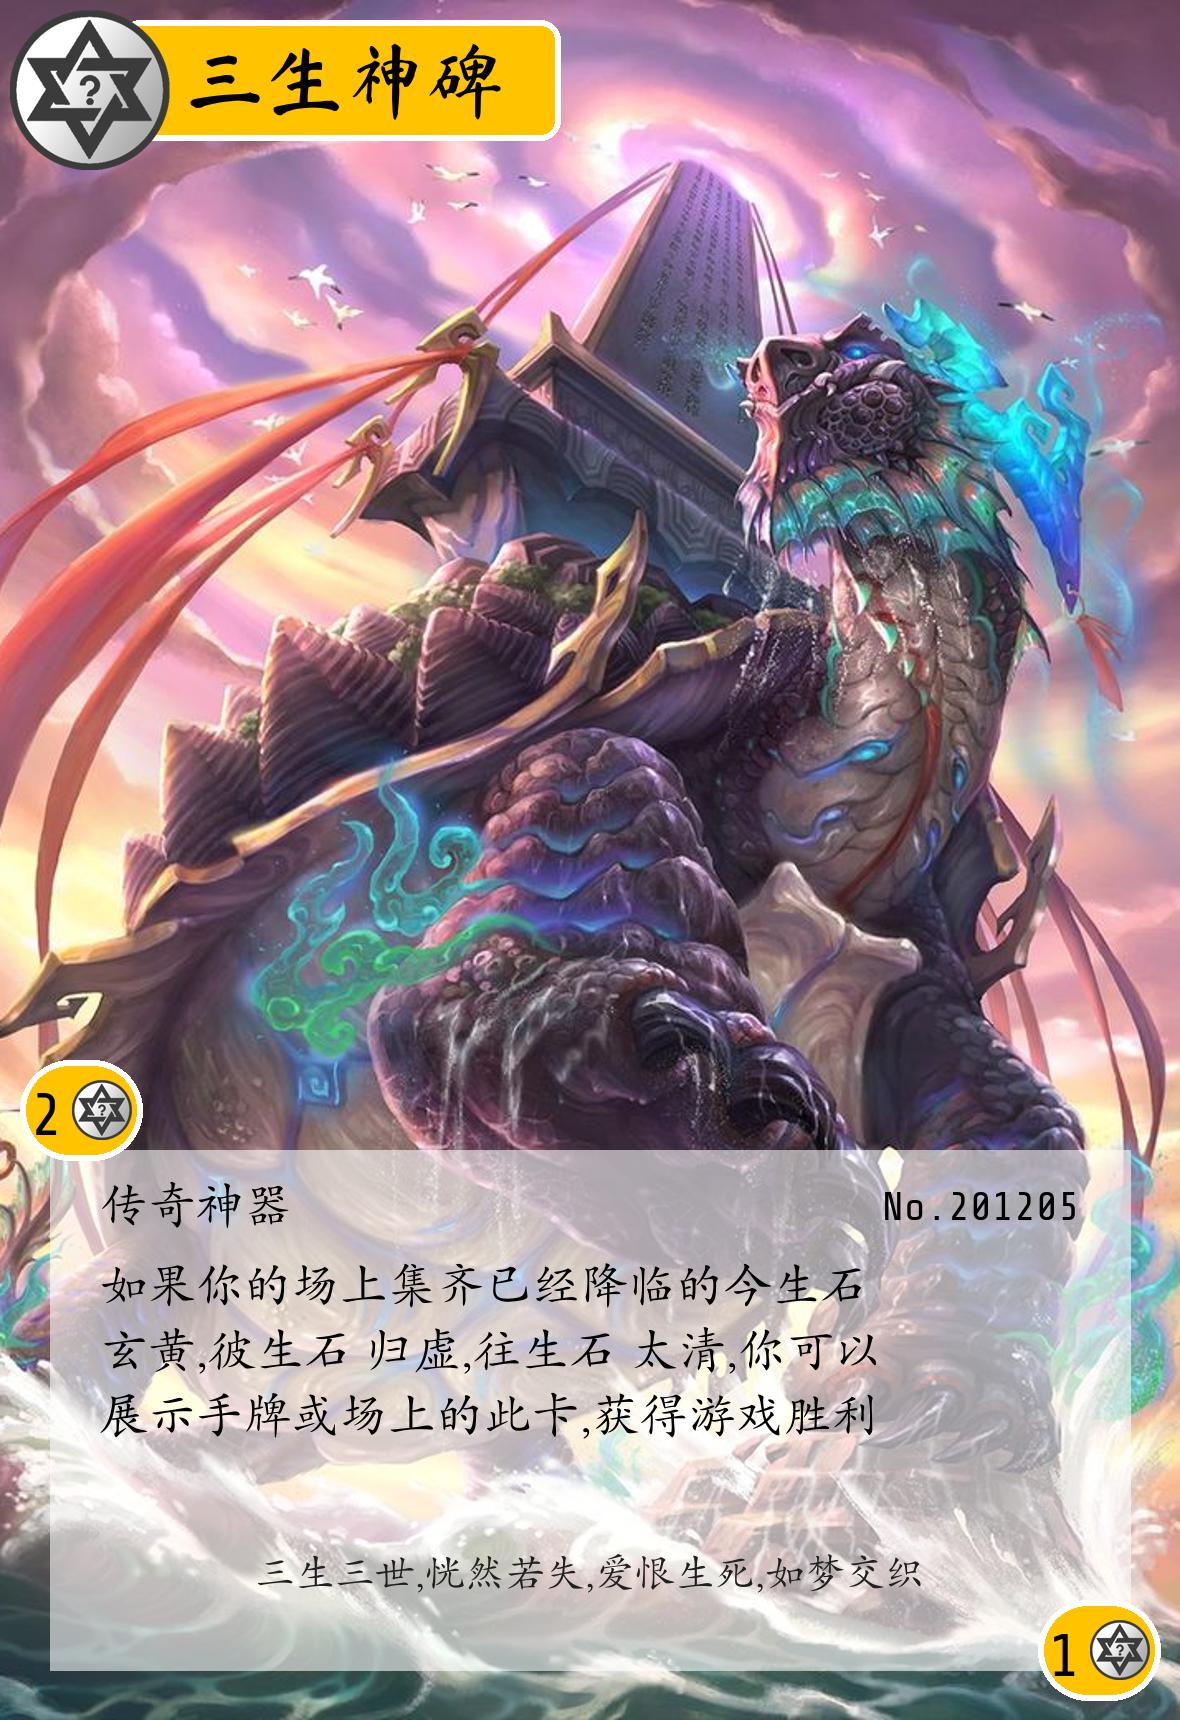 三生神碑
2
传奇神器
No.201205
如果你的场上集齐已经降临的今生石
玄黄,彼生石 归虚,往生石 太清,你可以
展示手牌或场上的此卡,获得游戏胜利
三生三世,恍然若失,爱恨生死,如梦交织
1